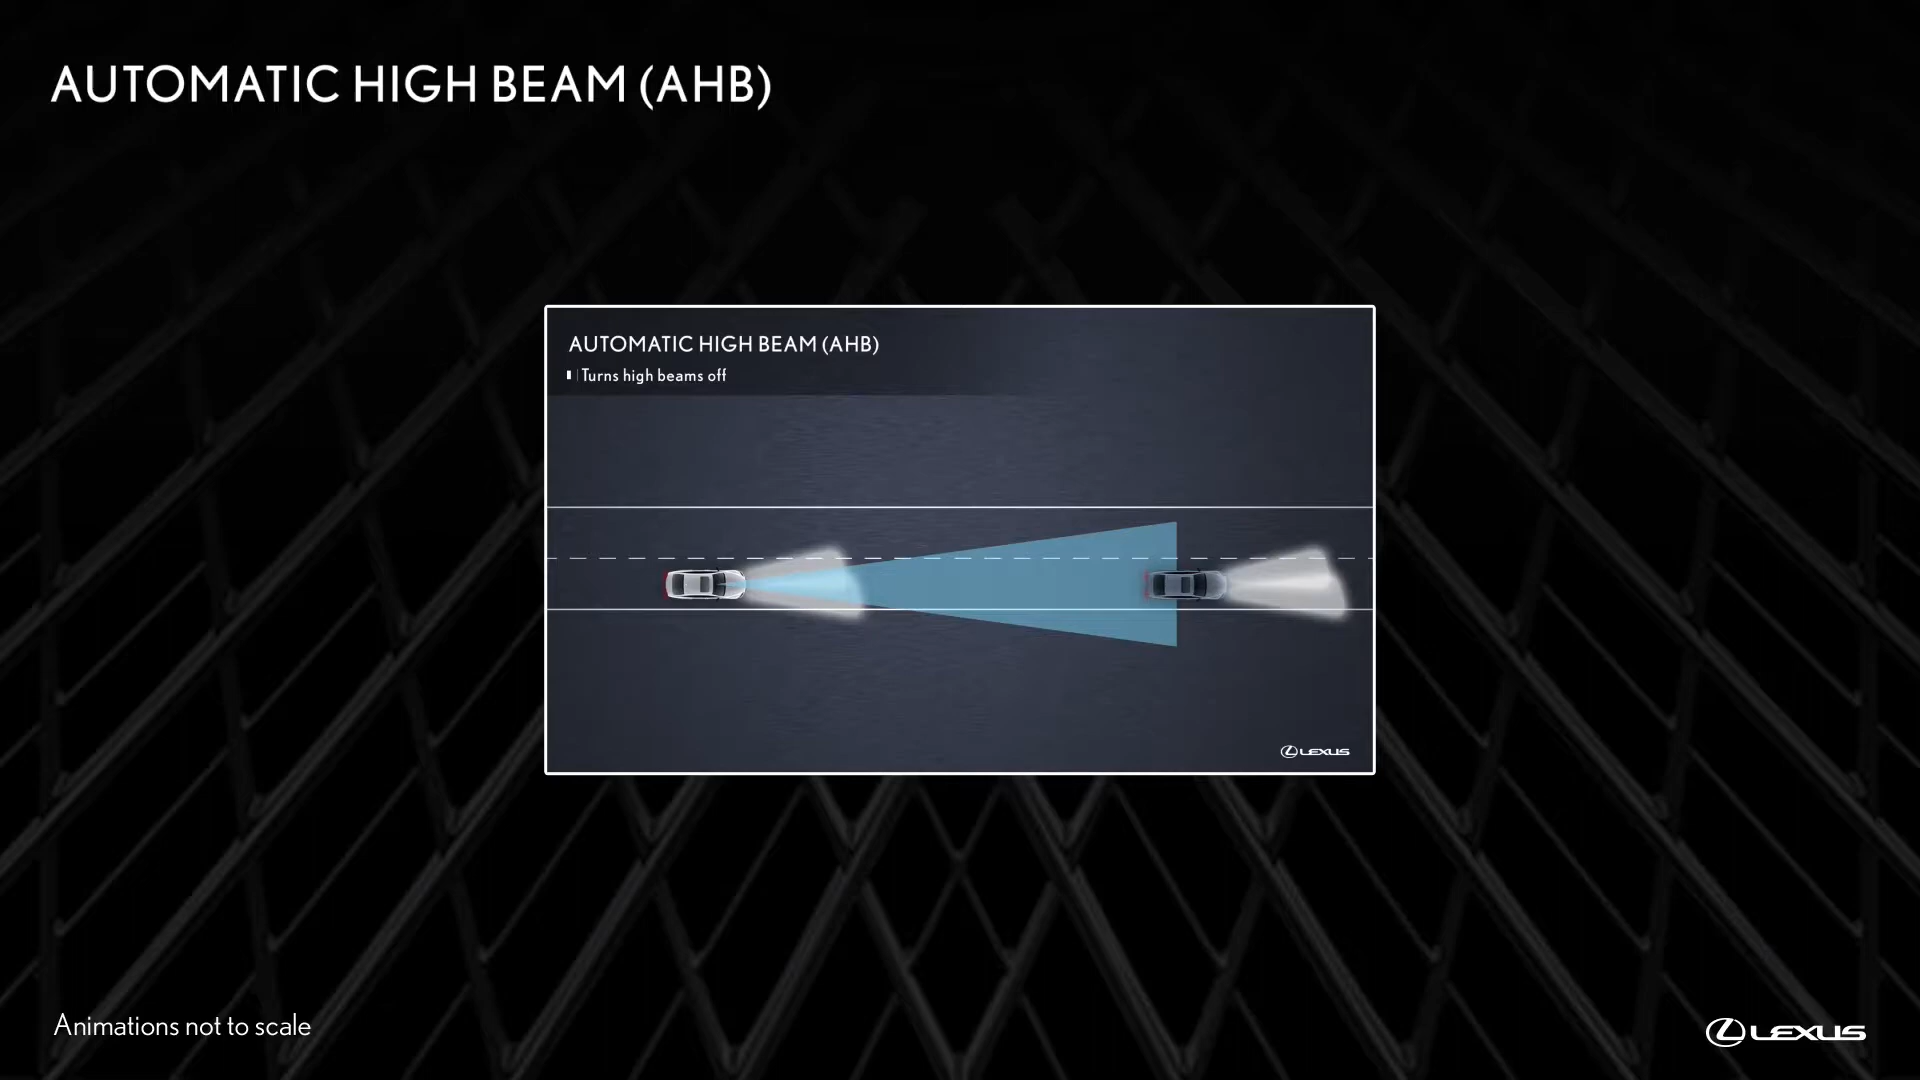 AUTOMATIC HIGH BEAM (AHB)
AUTOMATIC HIGH BEAM (AHB)
Turns high beams off
LEXUS
Animations not to scale
LEXUS